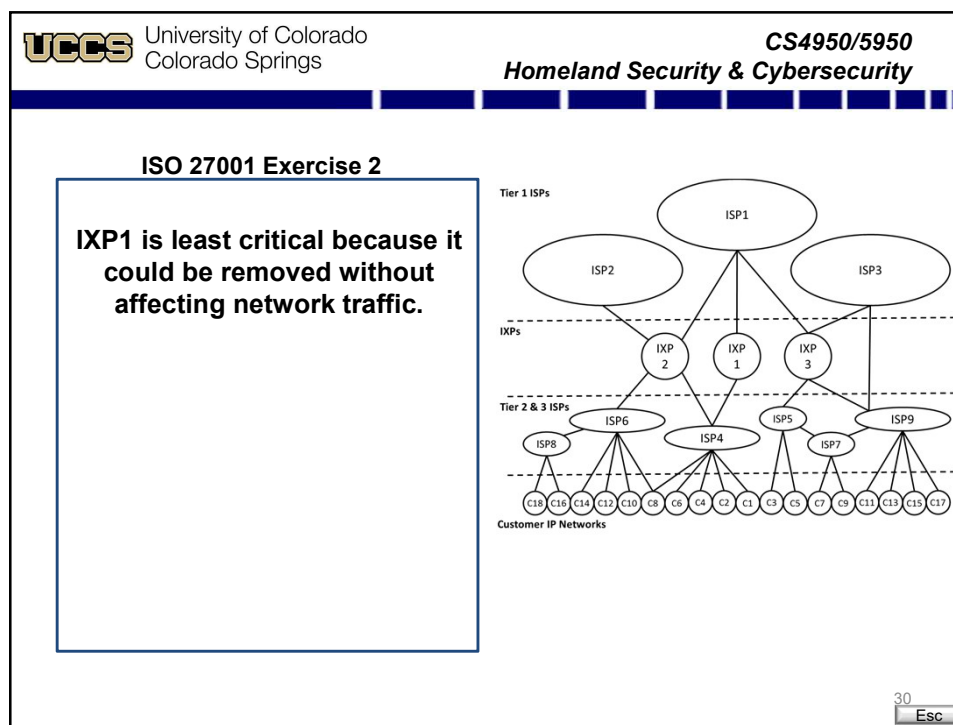 UCCS
University of Colorado
Colorado Springs
CS4950/5950
Homeland Security & Cybersecurity
ISO 27001 Exercise 2
IXP1 is least critical because it
could be removed without
affecting network traffic.
Tier 1 ISPs
ISP1
ISP2
ISP3
IXPs
IXP
2
IXP
1
IXP
3
Tier 2 & 3 ISPs
ISP6
ISP4
ISP5
ISP9
ISP8
ISP7
C18
C16
C14
C12
C10
C8
C6
C4
C2
C1
C3
C5
C7
C9
C11
C13
C15
C17
Customer IP Networks
30
Esc